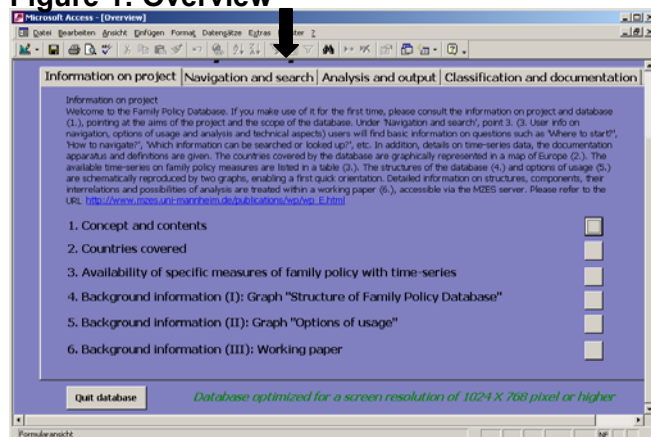 Figure 1: Overview
Microsoft Access - [Overview]
Datei Bearbeiten Ansicht Einfügen Format Datensätze Extras ster ?
Information on project Navigation and search Analysis and output Classification and documentation
Information on project
Welcome to the Family Policy Database. If you make use of it for the first time, please consult the information on project and database
(1.), pointing at the aims of the project and the scope of the database. Under 'Navigation and search', point 3. (3. User info on
navigation, options of usage and analysis and technical aspects) users will find basic information on questions such as 'Where to start?',
'How to navigate?', 'Which information can be searched or looked up?', etc. In addition, details on time-series data, the documentation
apparatus and definitions are given. The countries covered by the database are graphically represented in a map of Europe (2.). The
available time-series on family policy measures are listed in a table (3.). The structures of the database (4.) and options of usage (5.)
are schematically reproduced by two graphs, enabling a first quick orientation. Detailed information on structures, components, their
interrelations and possibilities of analysis are treated within a working paper (6.), accessible via the MZES server. Please refer to the
URL http://www.mzes.uni-mannheim.de/publications/wp/wp_E.html
1. Concept and contents
2. Countries covered
3. Availability of specific measures of family policy with time-series
4. Background information (I): Graph "Structure of Family Policy Database"
5. Background information (II): Graph "Options of usage"
6. Background information (III): Working paper
Quit database
Database optimized for a screen resolution of 1024 X 768 pixel or higher
Formularansicht
NF